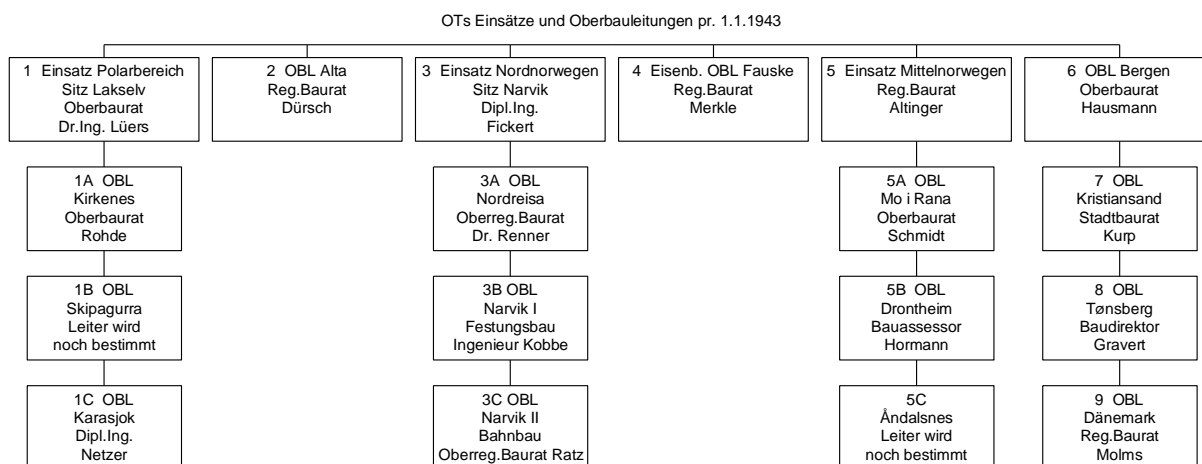 OTs Einsätze und Oberbauleitungen pr. 1.1.1943
1 Einsatz Polarbereich
Sitz Lakselv
Oberbaurat
Dr.Ing. Lüers
2 OBL Alta
Reg.Baurat
Dürsch
3 Einsatz Nordnorwegen
Sitz Narvik
Dipl.Ing.
Fickert
4 Eisenb. OBL Fauske
Reg.Baurat
Merkle
5 Einsatz Mittelnorwegen
Reg.Baurat
Altinger
6 OBL Bergen
Oberbaurat
Hausmann
1A OBL
Kirkenes
Oberbaurat
Rohde
3A OBL
Nordreisa
Oberreg.Baurat
Dr. Renner
5A OBL
Mo i Rana
Oberbaurat
Schmidt
7 OBL
Kristiansand
Stadtbaurat
Kurp
1B OBL
Skipagurra
Leiter wird
noch bestimmt
3B OBL
Narvik I
Festungsbau
Ingenieur Kobbe
5B OBL
Drontheim
Bauassessor
Hormann
8 OBL
Tønsberg
Baudirektor
Gravert
1C OBL
Karasjok
Dipl.Ing.
Netzer
3C OBL
Narvik II
Bahnbau
Oberreg.Baurat Ratz
5C
Åndalsnes
Leiter wird
noch bestimmt
9 OBL
Dänemark
Reg.Baurat
Molms